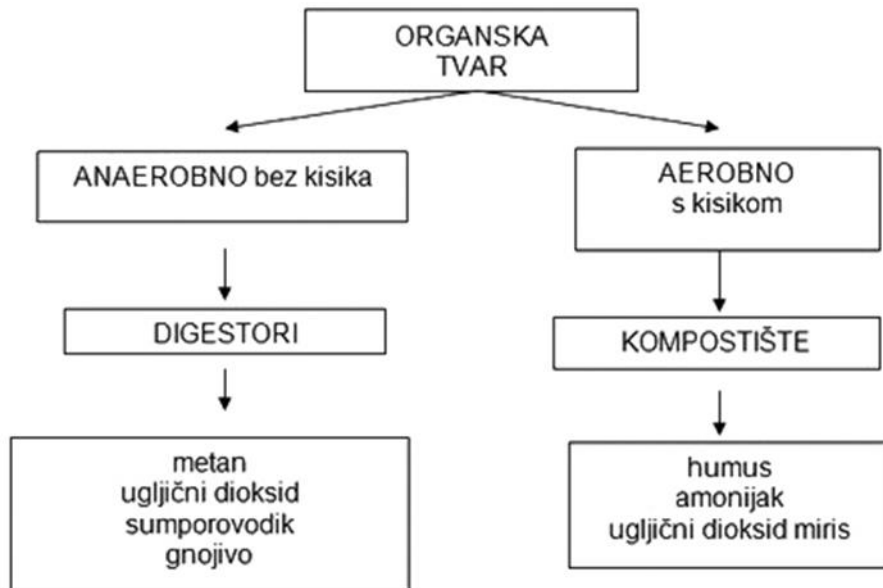 ORGANSKA
TVAR
ANAEROBNO bez kisika
AEROBNO
s kisikom
DIGESTORI
KOMPOSTIŠTE
metan
ugljični dioksid
sumporovodik
gnojivo
humus
amonijak
ugljični dioksid miris